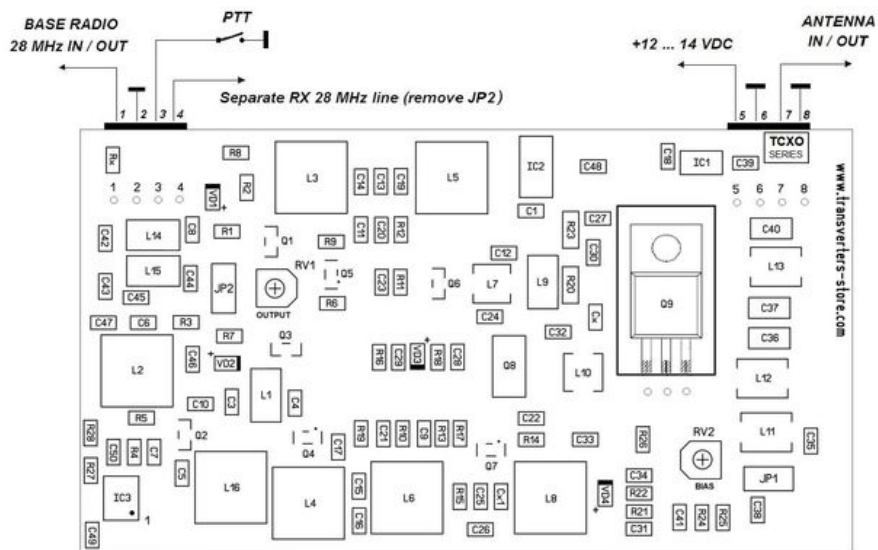 BASE RADIO
28 MHz IN / OUT
PTT
+12 ... 14 VDC
ANTENNA
IN / OUT
1 2 3 4
Separate RX 28 MHz line (remove JP2)
5 6 7 8
TCXO
SERIES
www.transverters-store.com
Rx R8 L3 C14 C13 C19 L5 IC2 C48 C18 IC1 C39
1 2 3 4 VD1 R2 5 6 7 8
C1
C42 L14 C8 R1 Q1 R9 C11 C20 R12 R23 C27 C40
C43 L15 C44 JP2 RV1 Q5 C23 R11 Q6 C12 L7 L9 R20 C30 L13
C45 OUTPUT R6 Q9 C37
C47 C6 R3 R7 Q3 C24 C32 Cx C36
L2 C46 VD2 R16 C29 VD3 R18 C28 Q8 L10 L12
L1 C4
C10 C3
R5 C22
R28 Q2 Q4 C17 R19 C21 R10 C9 R13 R17 R14 C33 R26 RV2 L11 C35
C50 R4 C7 Q7
R27 C5 L16 L4 C15 L6 R15 C25 Cx1 L8 VD4 C34 BIAS JP1
IC3 1 R22
C16 R21 C41 R24 R25 C38
C49 C26 C31